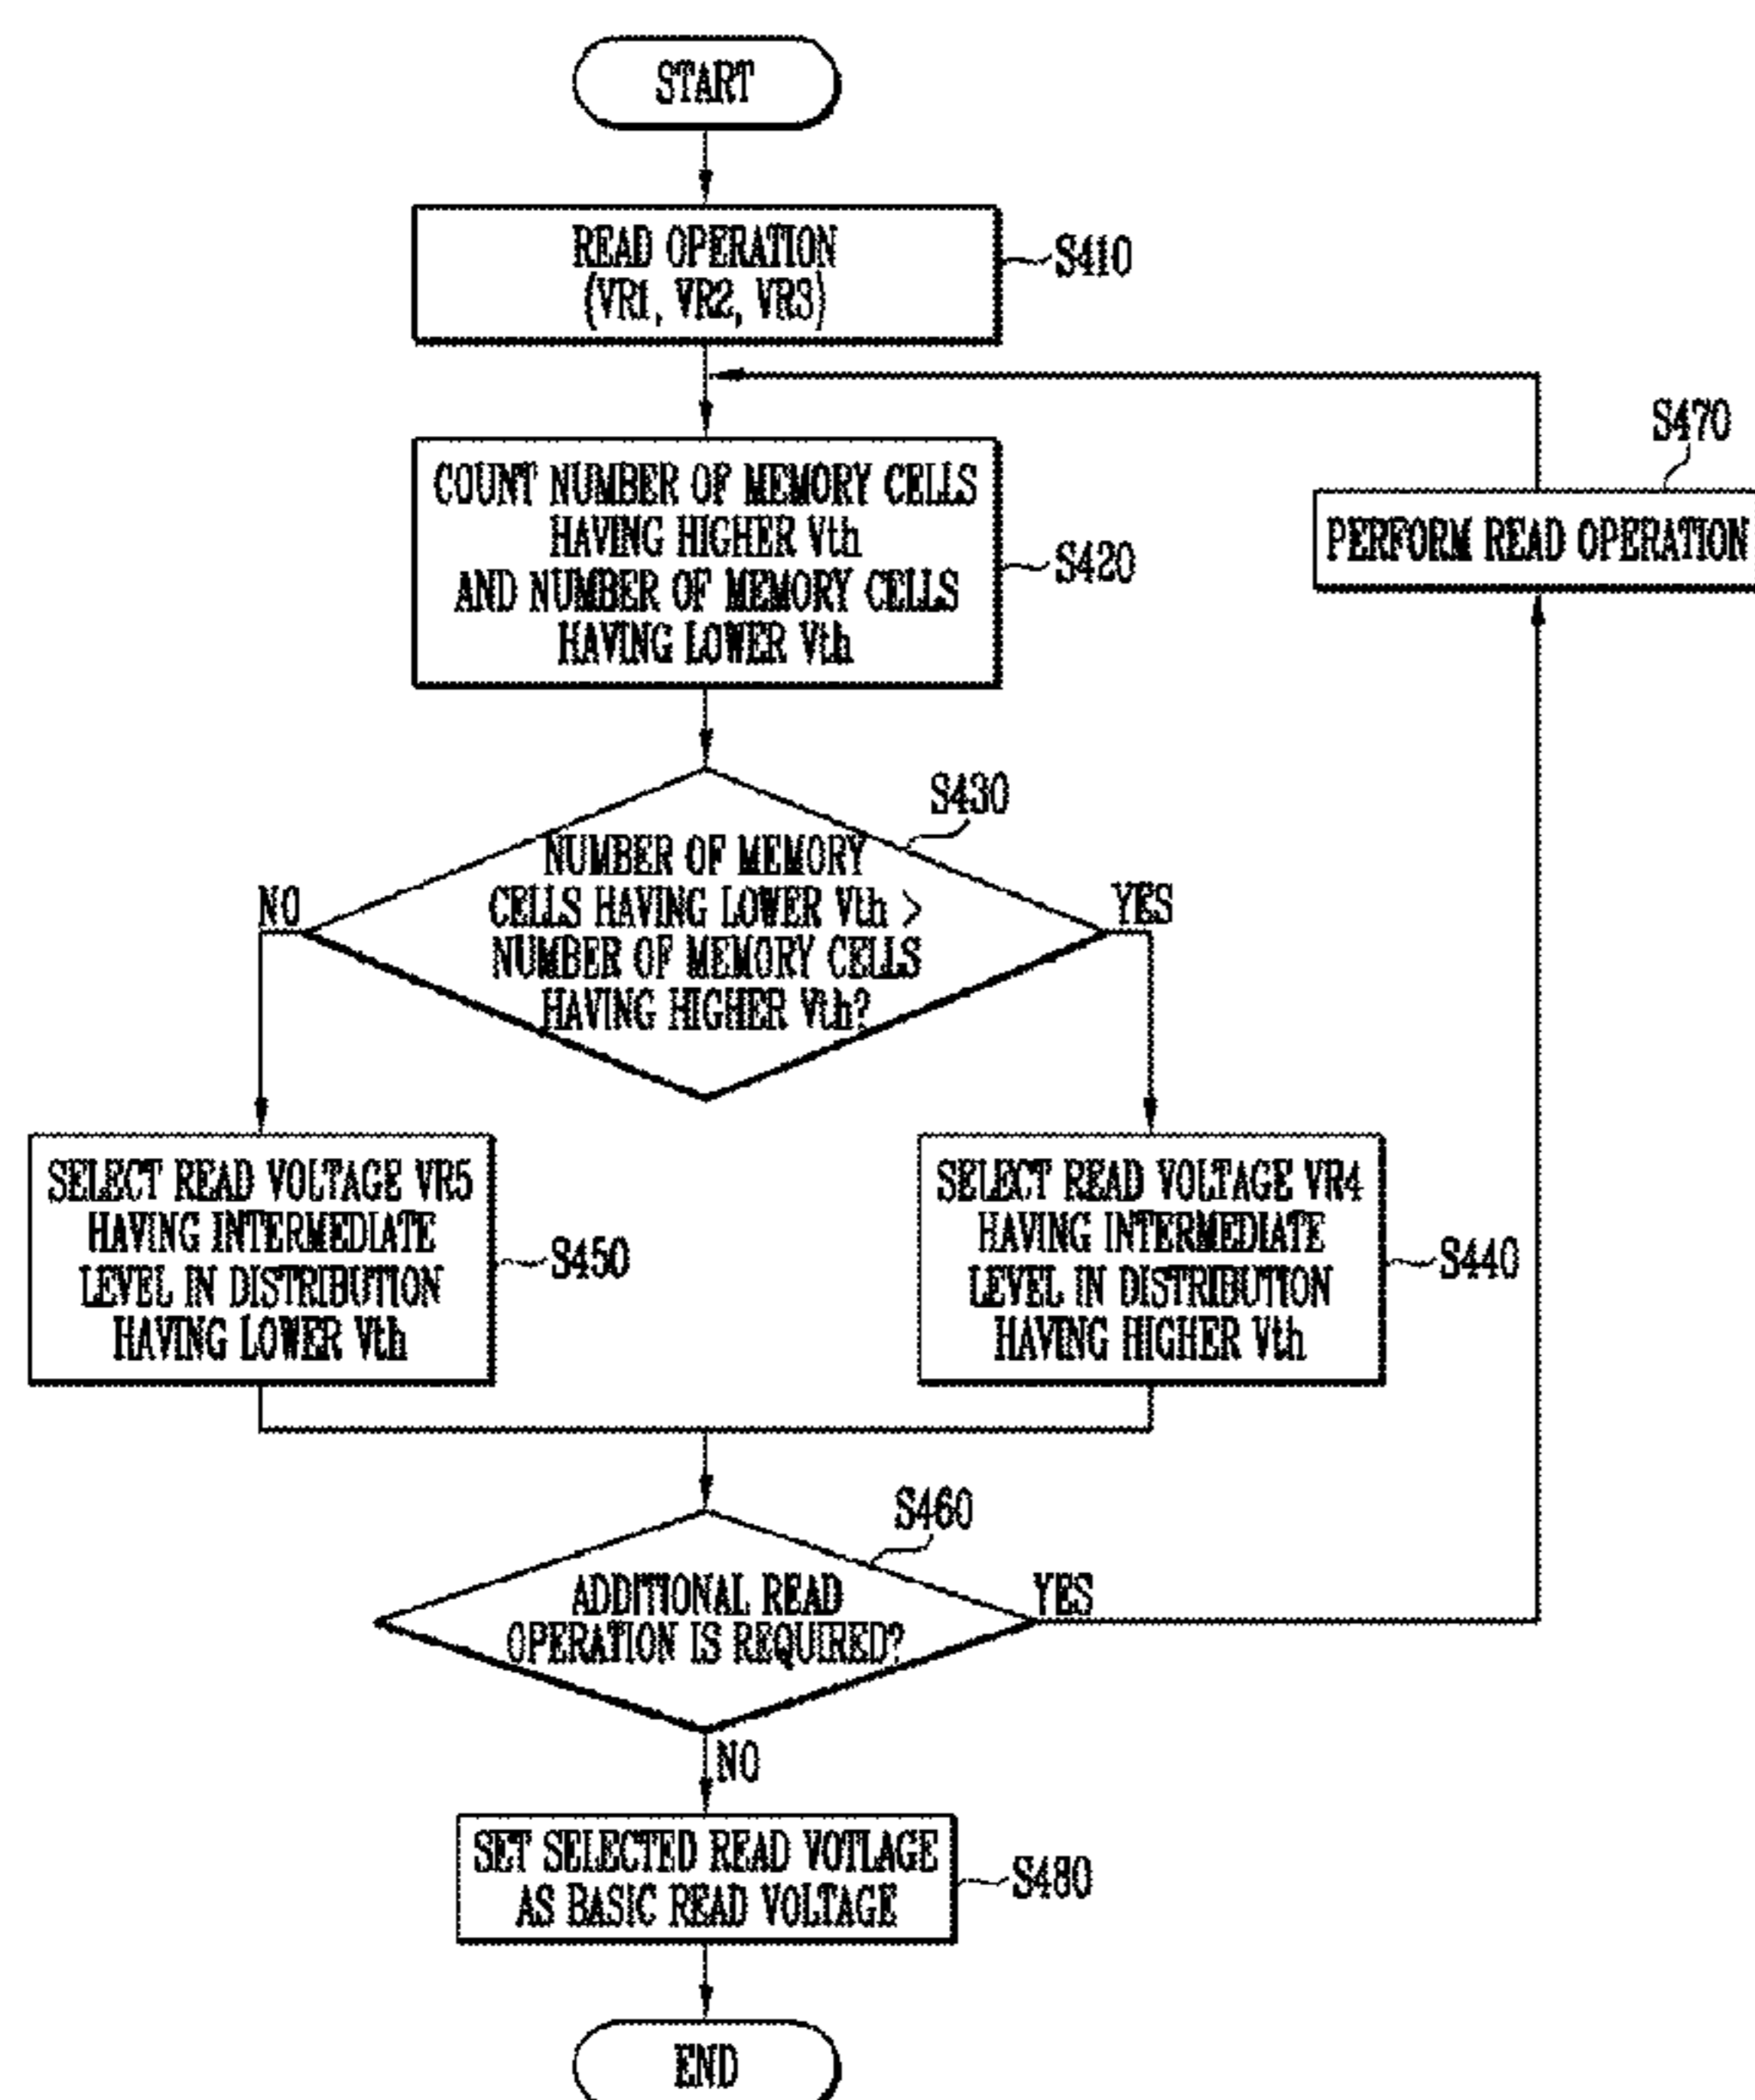 START
READ OPERATION
(VR1, VR2, VR3)
S410
S470
COUNT NUMBER OF MEMORY CELLS
HAVING HIGHER Vth
AND NUMBER OF MEMORY CELLS
HAVING LOWER Vth
S420
PERFORM READ OPERATION
S430
NUMBER OF MEMORY
CELLS HAVING LOWER Vth >
NUMBER OF MEMORY CELLS
HAVING HIGHER Vth?
NO
YES
SELECT READ VOLTAGE VR5
HAVING INTERMEDIATE
LEVEL IN DISTRIBUTION
HAVING LOWER Vth
S450
SELECT READ VOLTAGE VR4
HAVING INTERMEDIATE
LEVEL IN DISTRIBUTION
HAVING HIGHER Vth
S440
S460
ADDITIONAL READ
OPERATION IS REQUIRED?
YES
NO
SET SELECTED READ VOTLAGE
AS BASIC READ VOLTAGE
S480
END